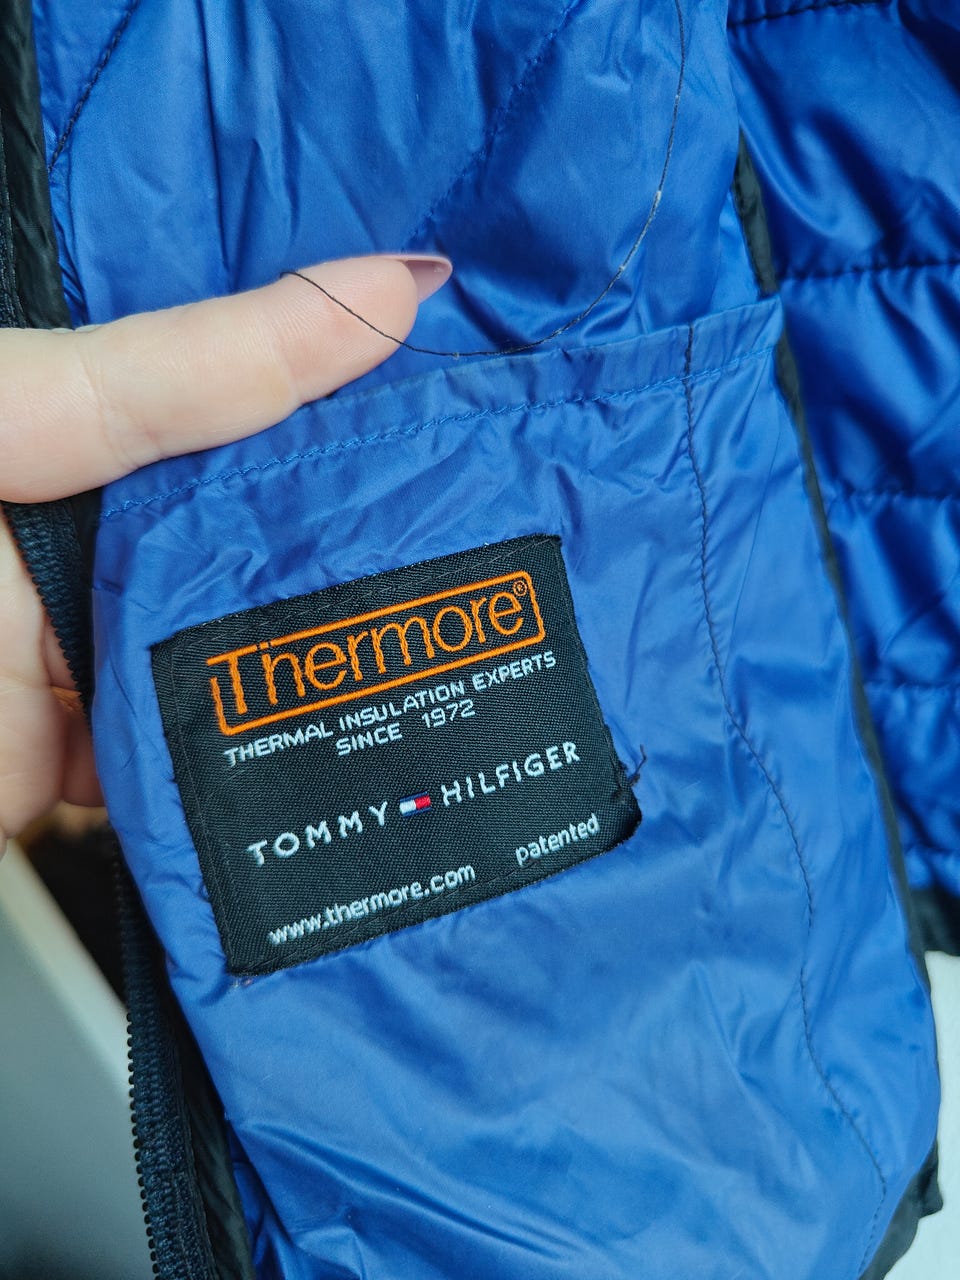 Thermore®
THERMAL INSULATION EXPERTS
SINCE 1972
TOMMY HILFIGER
patented
www.thermore.com